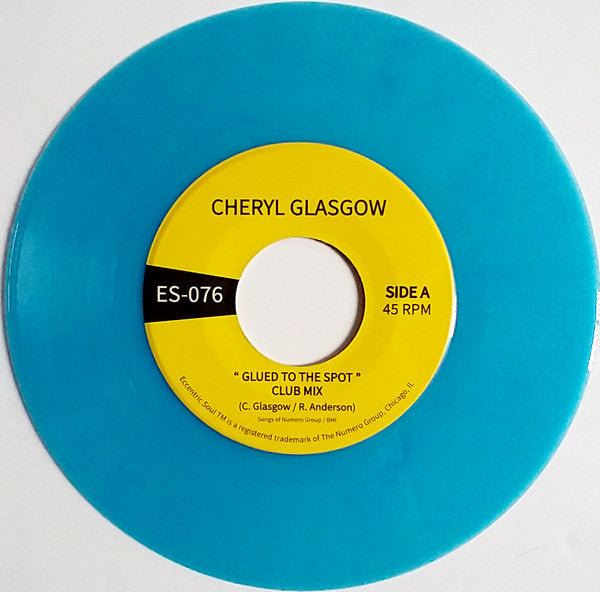 CHERYL GLASGOW
ES-076
SIDE A
45 RPM
“ GLUED TO THE SPOT ”
CLUB MIX
(C. Glasgow / R. Anderson)
Songs of Numero Group / BMI
Eccentric Soul TM is a registered trademark of The Numero Group, Chicago, IL